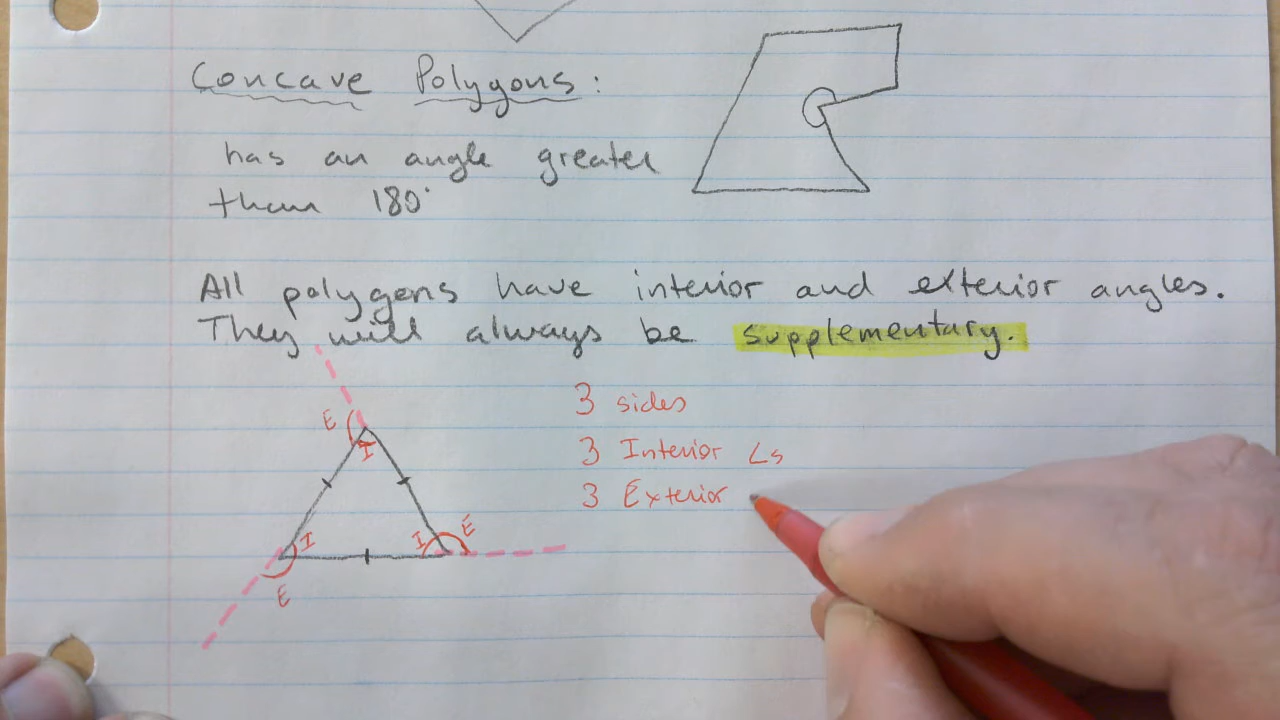 Concave Polygons:
has an angle greater
than 180°
All polygons have interior and exterior angles.
They will always be supplementary.
E
I
I
I
E
E
3 sides
3 Interior ∠s
3 Exterior